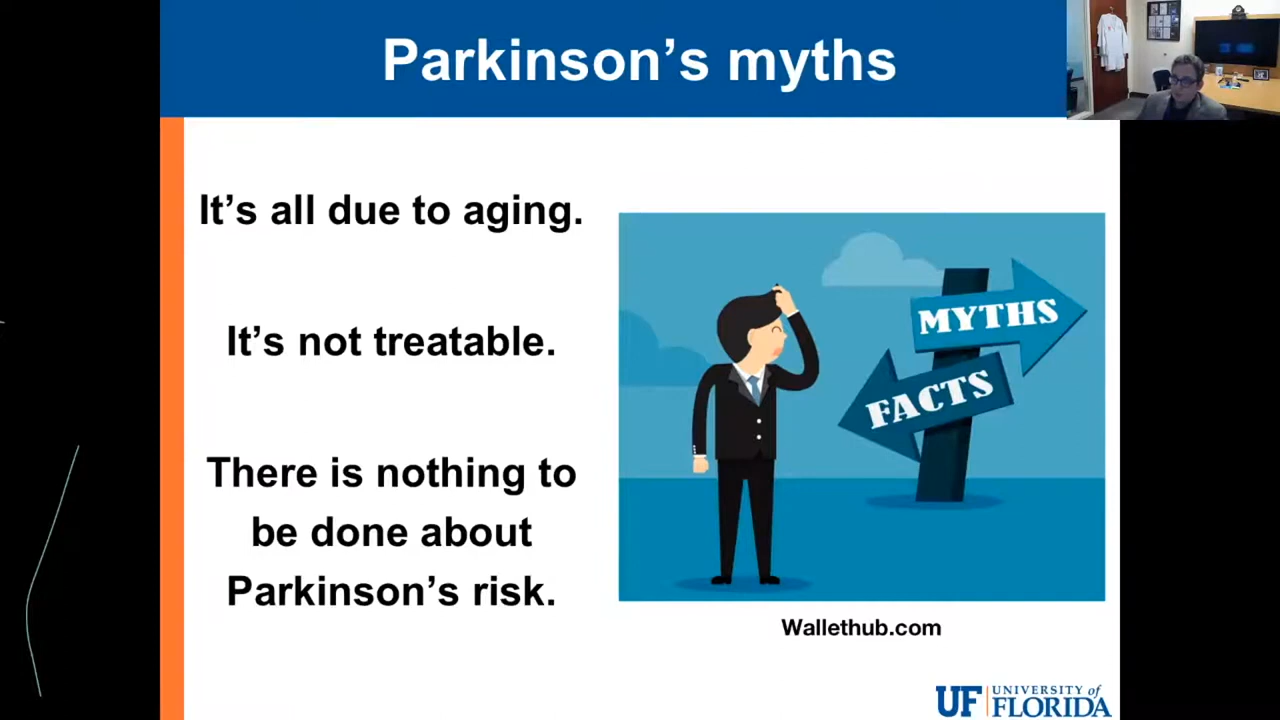 Parkinson’s myths
It’s all due to aging.
It’s not treatable.
There is nothing to
be done about
Parkinson’s risk.
MYTHS
FACTS
Wallethub.com
UF UNIVERSITY of
FLORIDA